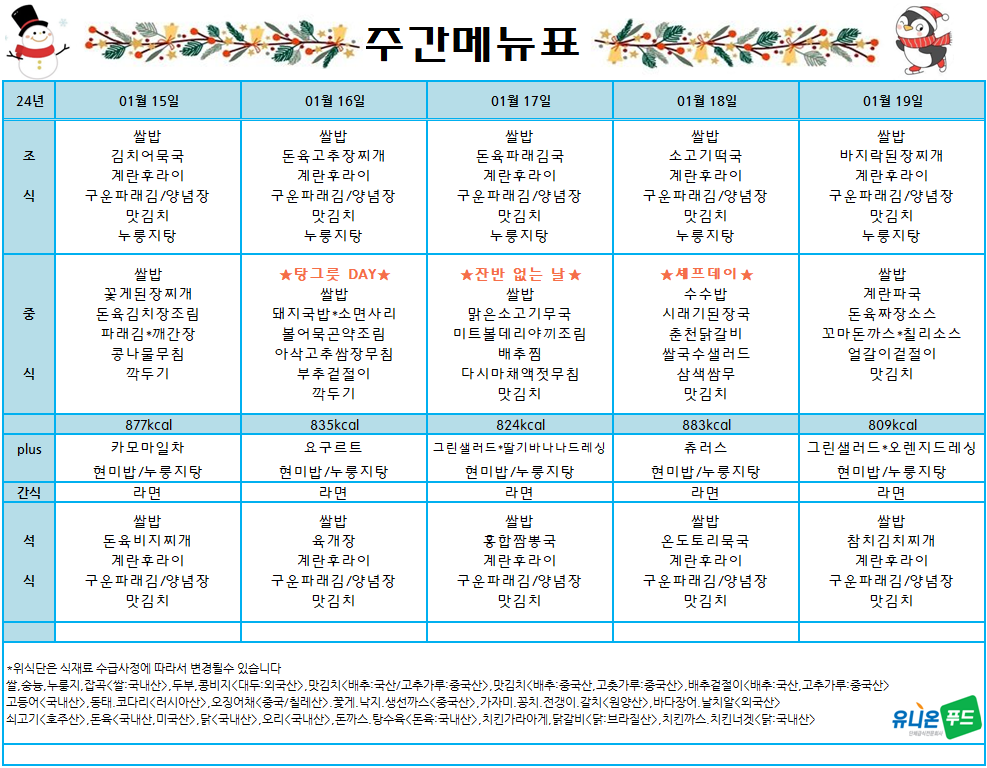 주간메뉴표
24년 01월 15일 01월 16일 01월 17일 01월 18일 01월 19일
조 식
쌀밥 쌀밥 쌀밥 쌀밥 쌀밥
김치어묵국 돈육고추장찌개 돈육파래김국 소고기떡국 바지락된장찌개
계란후라이 계란후라이 계란후라이 계란후라이 계란후라이
구운파래김/양념장 구운파래김/양념장 구운파래김/양념장 구운파래김/양념장 구운파래김/양념장
맛김치 맛김치 맛김치 맛김치 맛김치
누룽지탕 누룽지탕 누룽지탕 누룽지탕 누룽지탕
중 식
쌀밥 ★탕그릇 DAY★ ★잔반 없는 날★ ★셰프데이★ 쌀밥
꽃게된장찌개 쌀밥 쌀밥 수수밥 계란파국
돈육김치장조림 돼지국밥*소면사리 맑은소고기무국 시래기된장국 돈육짜장소스
파래김*깨간장 볼어묵곤약조림 미트볼데리야끼조림 춘천닭갈비 꼬마돈까스*칠리소스
콩나물무침 아삭고추쌈장무침 배추찜 쌀국수샐러드 얼갈이겉절이
깍두기 부추겉절이 다시마채액젓무침 삼색쌈무 맛김치
깍두기 맛김치 맛김치
877kcal 835kcal 824kcal 883kcal 809kcal
plus 카모마일차 요구르트 그린샐러드*딸기바나나드레싱 츄러스 그린샐러드*오렌지드레싱
현미밥/누룽지탕 현미밥/누룽지탕 현미밥/누룽지탕 현미밥/누룽지탕 현미밥/누룽지탕
간식 라면 라면 라면 라면 라면
석 식
쌀밥 쌀밥 쌀밥 쌀밥 쌀밥
돈육비지찌개 육개장 홍합짬뽕국 온도토리묵국 참치김치찌개
계란후라이 계란후라이 계란후라이 계란후라이 계란후라이
구운파래김/양념장 구운파래김/양념장 구운파래김/양념장 구운파래김/양념장 구운파래김/양념장
맛김치 맛김치 맛김치 맛김치 맛김치
*위식단은 식재료 수급사정에 따라서 변경될수 있습니다
쌀,숭늉,누룽지,잡곡<쌀:국내산>,두부,콩비지<대두:외국산>,맛김치<배추:국산/고추가루:중국산>,맛김치<배추:중국산,고춧가루:중국산>,배추겉절이<배추:국산,고추가루:중국산>
고등어<국내산>,동태.코다리<러시아산>,오징어채<중국/칠레산>.꽃게.낙지.생선까스<중국산>,가자미.꽁치.전갱이.갈치<원양산>,바다장어.날치알<외국산>
쇠고기<호주산>,돈육<국내산,미국산>,닭<국내산>,오리<국내산>,돈까스.탕수육<돈육:국내산>,치킨가라아게,닭갈비<닭:브라질산>,치킨까스.치킨너겟<닭:국내산>
유니온 푸드
단체급식전문회사